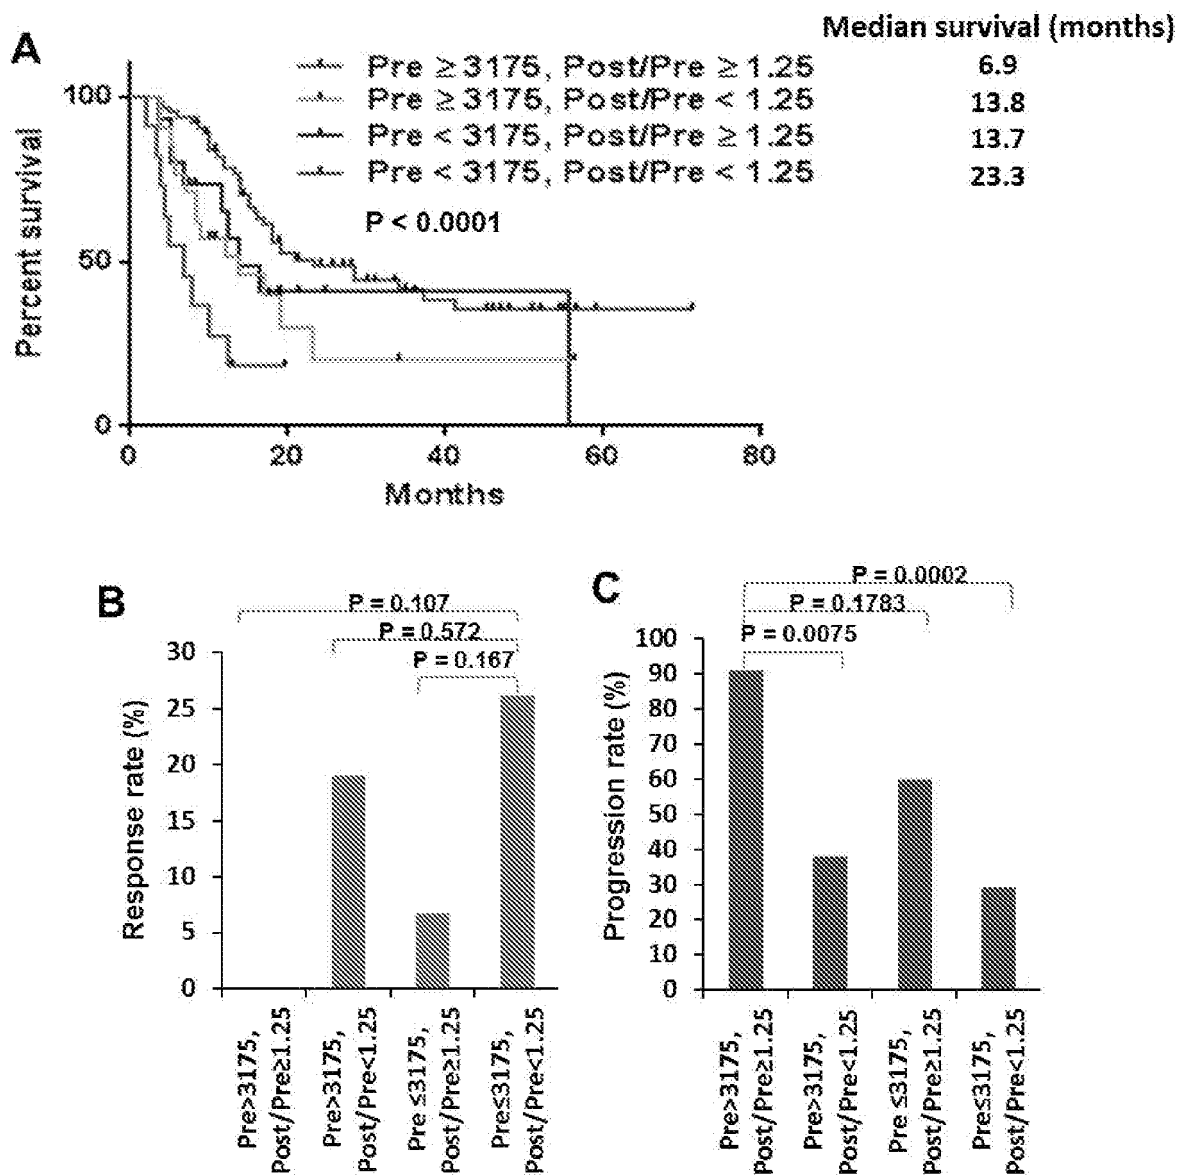 A
Median survival (months)
Pre ≥ 3175, Post/Pre ≥ 1.25 6.9
Pre ≥ 3175, Post/Pre < 1.25 13.8
Pre < 3175, Post/Pre ≥ 1.25 13.7
Pre < 3175, Post/Pre < 1.25 23.3
P < 0.0001
Percent survival
100
50
0
0 20 40 60 80
Months
B
P = 0.107
P = 0.572
P = 0.167
Response rate (%)
30
25
20
15
10
5
0
Pre>3175,
Post/Pre≥1.25
Pre>3175,
Post/Pre<1.25
Pre ≤3175,
Post/Pre≥1.25
Pre≤3175,
Post/Pre<1.25
C
P = 0.0002
P = 0.1783
P = 0.0075
Progression rate (%)
100
90
80
70
60
50
40
30
20
10
0
Pre>3175,
Post/Pre≥1.25
Pre>3175,
Post/Pre<1.25
Pre ≤3175,
Post/Pre≥1.25
Pre≤3175,
Post/Pre<1.25